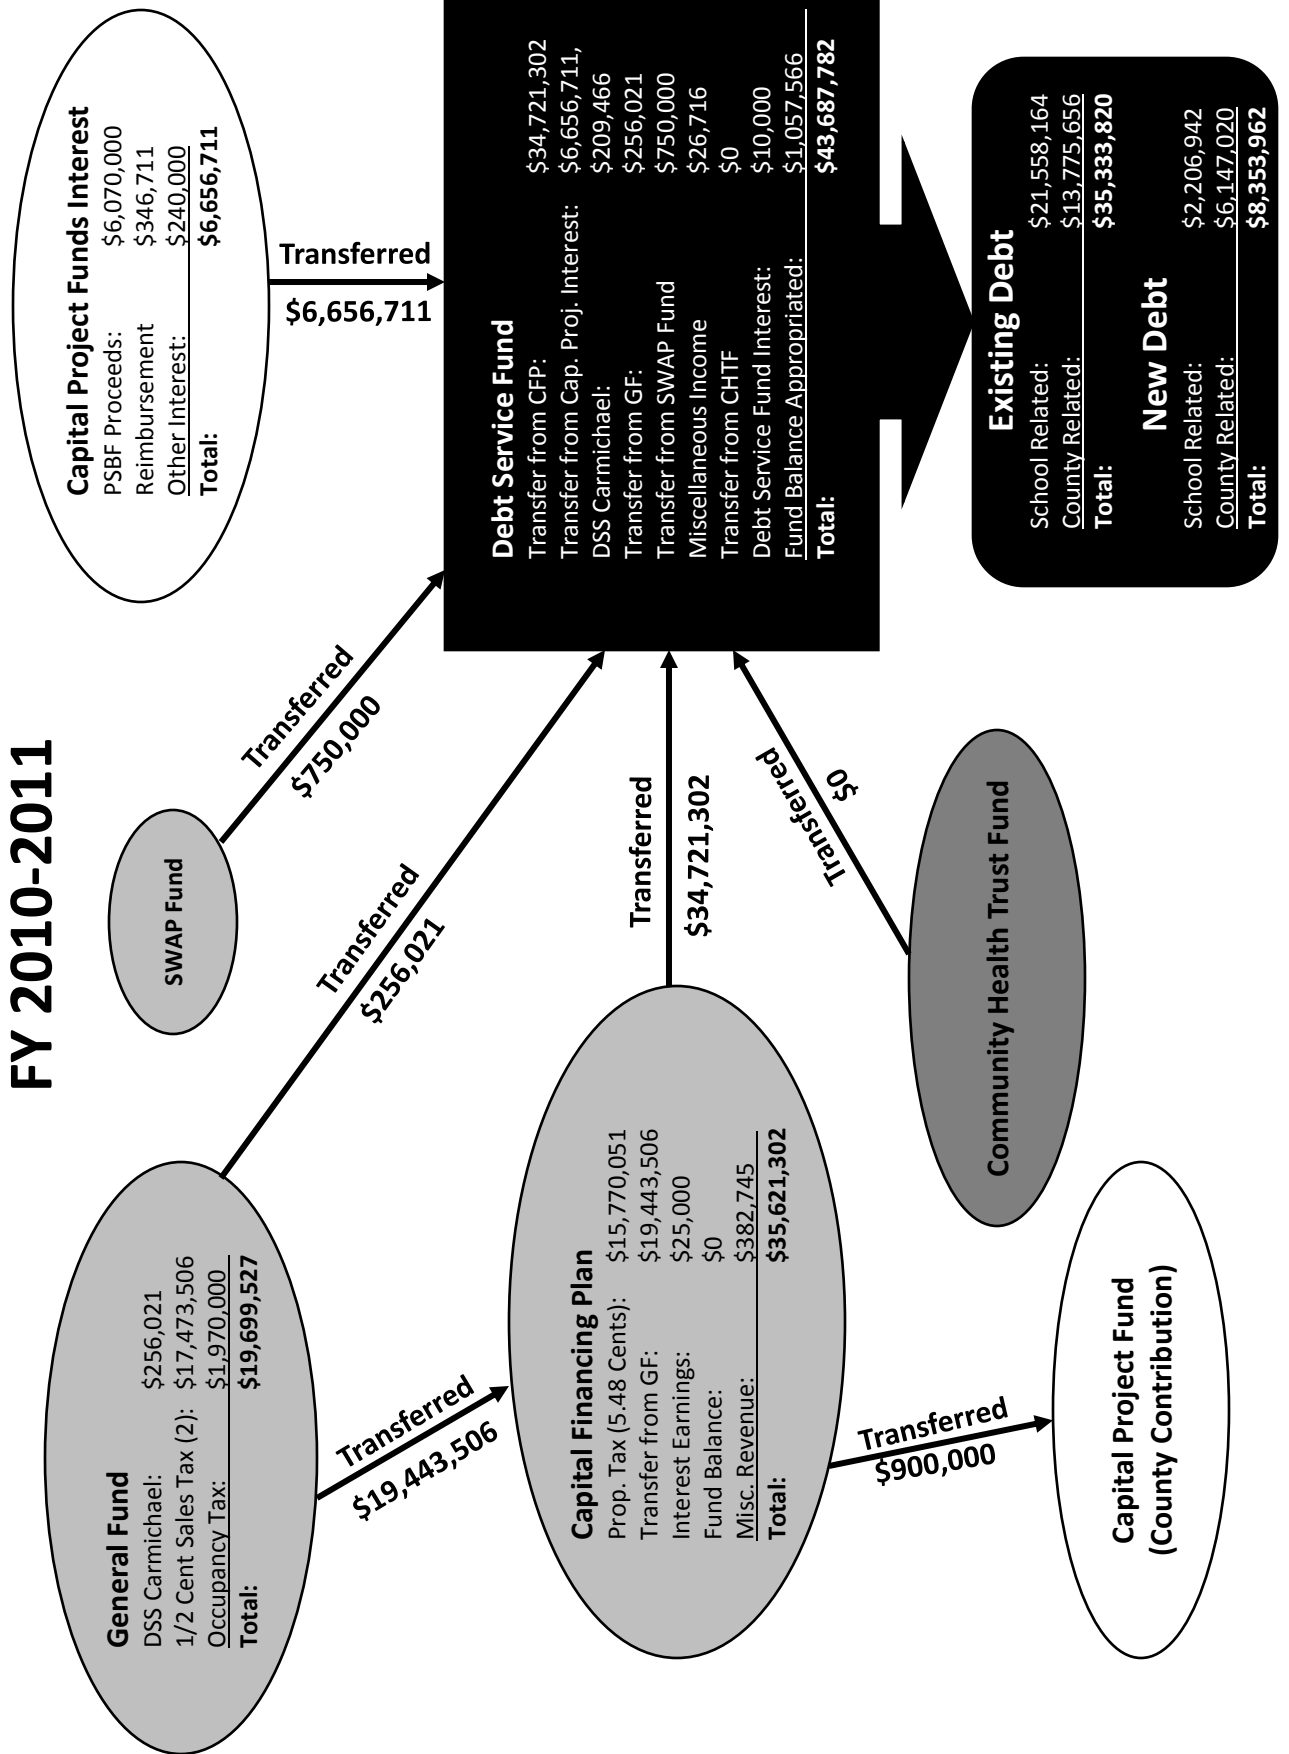 FY 2010-2011
General Fund
DSS Carmichael: $256,021
1/2 Cent Sales Tax (2): $17,473,506
Occupancy Tax: $1,970,000
Total: $19,699,527
SWAP Fund
Capital Project Funds Interest
PSBF Proceeds: $6,070,000
Reimbursement $346,711
Other Interest: $240,000
Total: $6,656,711
Transferred
$19,443,506
Transferred
$256,021
Transferred
$750,000
Transferred
$6,656,711
Capital Financing Plan
Prop. Tax (5.48 Cents): $15,770,051
Transfer from GF: $19,443,506
Interest Earnings: $25,000
Fund Balance: $0
Misc. Revenue: $382,745
Total: $35,621,302
Transferred
$34,721,302
Debt Service Fund
Transfer from CFP: $34,721,302
Transfer from Cap. Proj. Interest: $6,656,711,
DSS Carmichael: $209,466
Transfer from GF: $256,021
Transfer from SWAP Fund $750,000
Miscellaneous Income $26,716
Transfer from CHTF $0
Debt Service Fund Interest: $10,000
Fund Balance Appropriated: $1,057,566
Total: $43,687,782
Transferred
$900,000
Transferred
$0
Capital Project Fund
(County Contribution)
Community Health Trust Fund
Existing Debt
School Related: $21,558,164
County Related: $13,775,656
Total: $35,333,820
New Debt
School Related: $2,206,942
County Related: $6,147,020
Total: $8,353,962